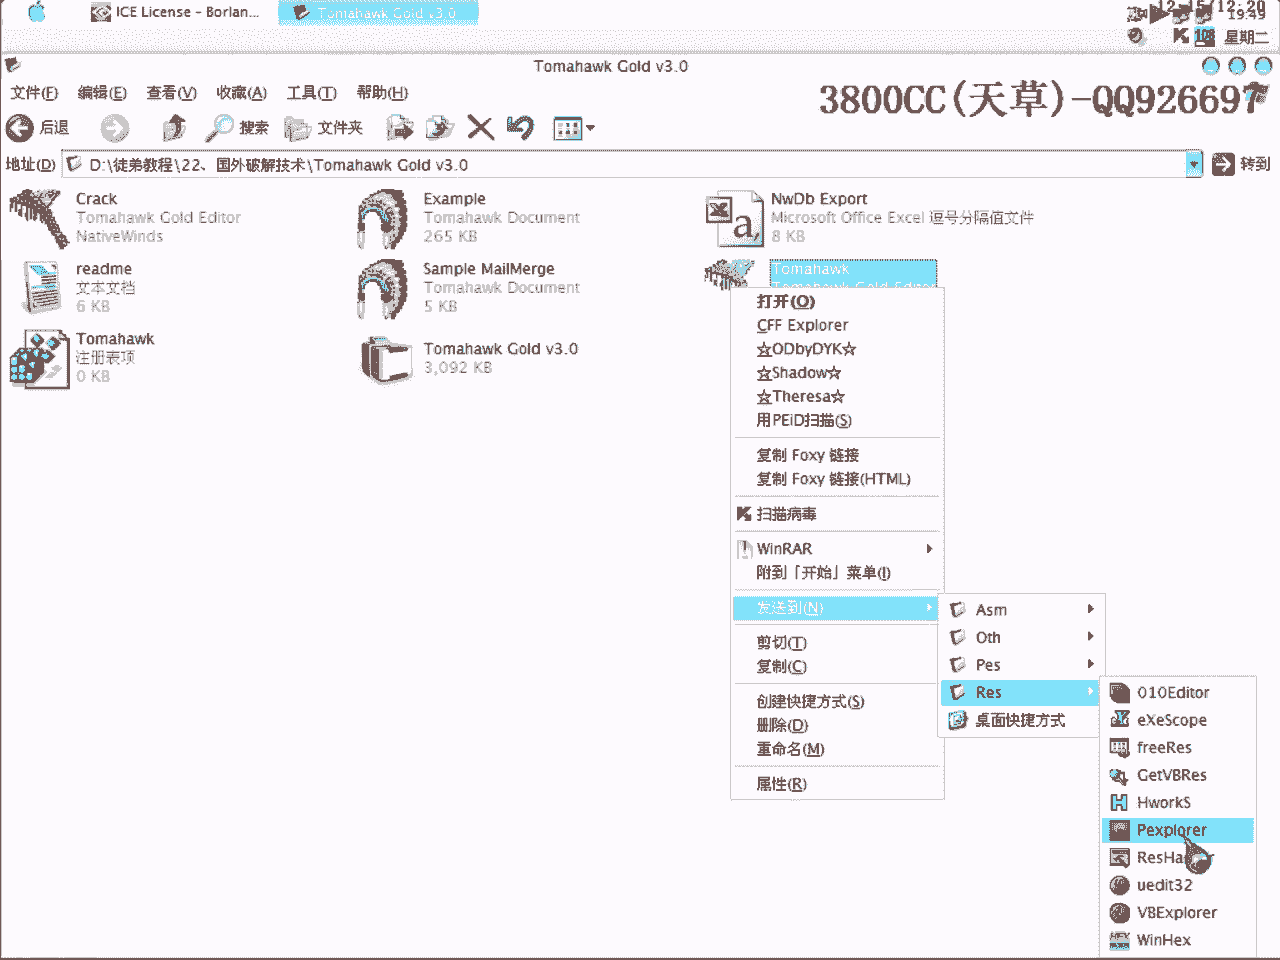 ICE License - Borlan...
Tomahawk Gold v3.0
12-15/12:20
19:49
星期二
Tomahawk Gold v3.0
文件(F) 编辑(E) 查看(V) 收藏(A) 工具(T) 帮助(H)
3800CC(天草)-QQ926697
后退 搜索 文件夹
地址(D) D:\徒弟教程\22、国外破解技术\Tomahawk Gold v3.0 转到
Crack
Tomahawk Gold Editor
NativeWinds
Example
Tomahawk Document
265 KB
NwDb Export
Microsoft Office Excel 逗号分隔值文件
8 KB
readme
文本文档
6 KB
Sample MailMerge
Tomahawk Document
5 KB
Tomahawk
Tomahawk Gold Editor
Tomahawk
注册表项
0 KB
Tomahawk Gold v3.0
3,092 KB
打开(O)
CFF Explorer
☆ODbyDYK☆
☆Shadow☆
☆Theresa☆
用PEiD扫描(S)
复制 Foxy 链接
复制 Foxy 链接(HTML)
扫描病毒
WinRAR
附到「开始」菜单(I)
发送到(N)
剪切(T)
复制(C)
创建快捷方式(S)
删除(D)
重命名(M)
属性(R)
Asm
Oth
Pes
Res
桌面快捷方式
010Editor
eXeScope
freeRes
GetVBRes
HworkS
Pexplorer
uedit32
VBExplorer
WinHex